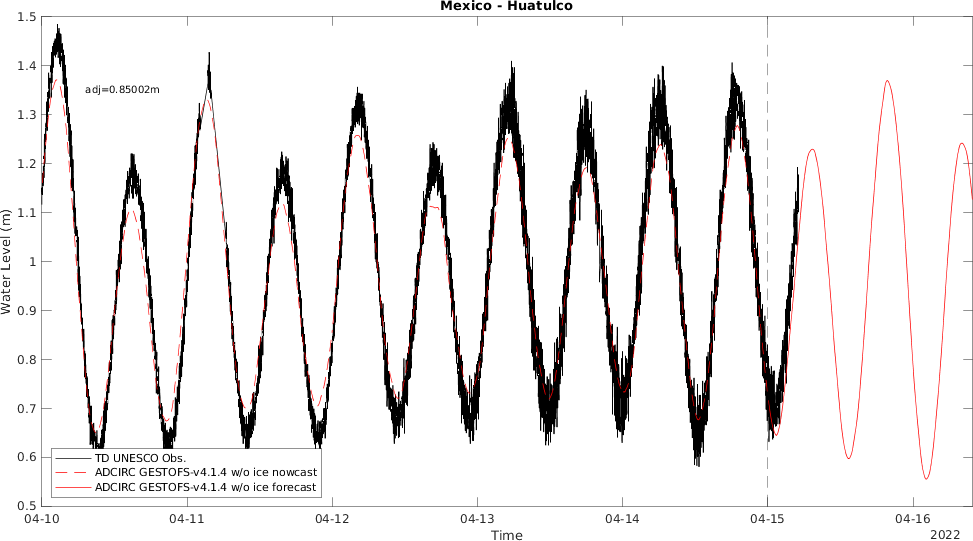 Mexico - Huatulco
1.5
1.4
1.3
1.2
1.1
1
0.9
0.8
0.7
0.6
0.5
Water Level (m)
adj=0.85002m
TD UNESCO Obs.
ADCIRC GESTOFS-v4.1.4 w/o ice nowcast
ADCIRC GESTOFS-v4.1.4 w/o ice forecast
04-10 04-11 04-12 04-13 04-14 04-15 04-16
Time
2022